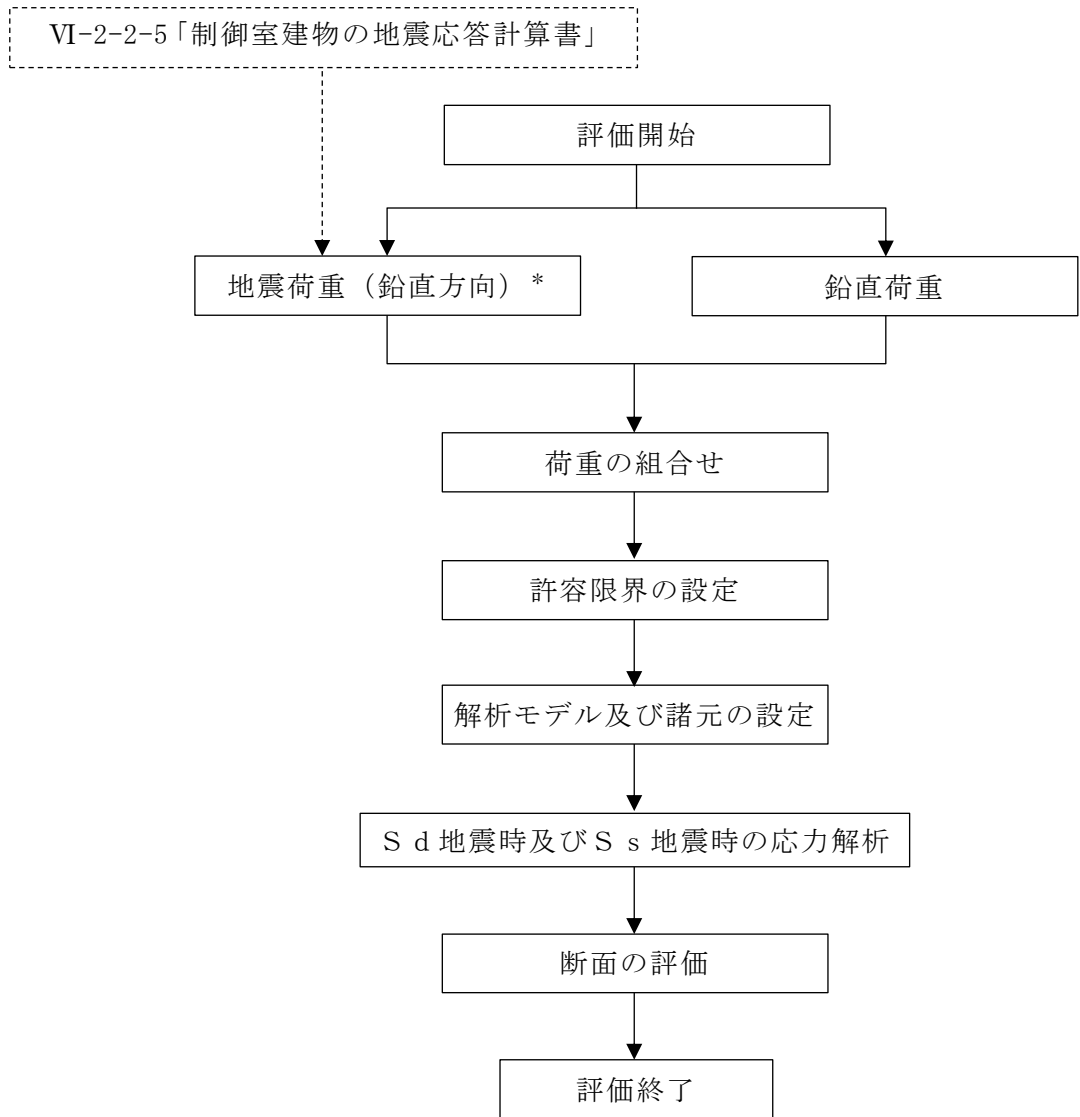 Ⅵ-2-2-5「制御室建物の地震応答計算書」
評価開始
地震荷重(鉛直方向)*
鉛直荷重
荷重の組合せ
許容限界の設定
解析モデル及び諸元の設定
Ｓｄ地震時及びＳｓ地震時の応力解析
断面の評価
評価終了